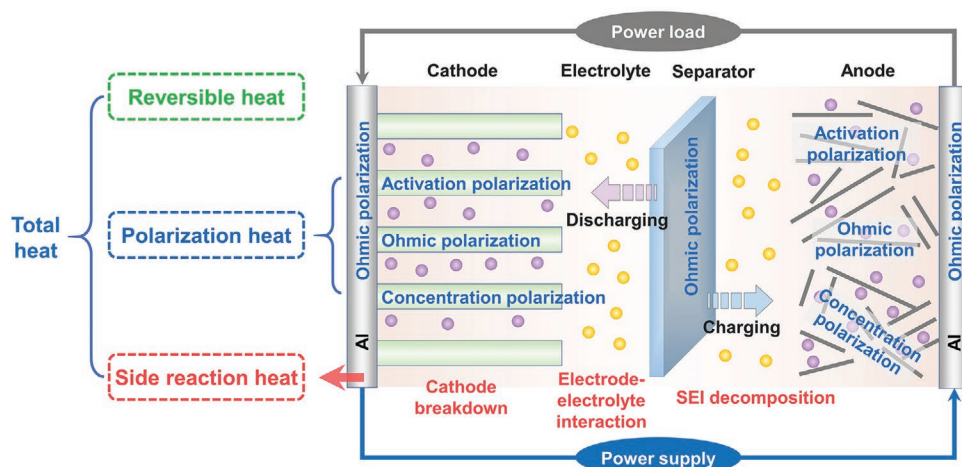 Power load
Cathode
Electrolyte
Separator
Anode
Reversible heat
Total
heat
Polarization heat
Side reaction heat
Ohmic polarization
Al
Activation polarization
Ohmic polarization
Concentration polarization
Discharging
Ohmic polarization
Charging
Activation
polarization
Ohmic
polarization
Concentration
polarization
Ohmic polarization
Al
Cathode
breakdown
Electrode-
electrolyte
interaction
SEI decomposition
Power supply